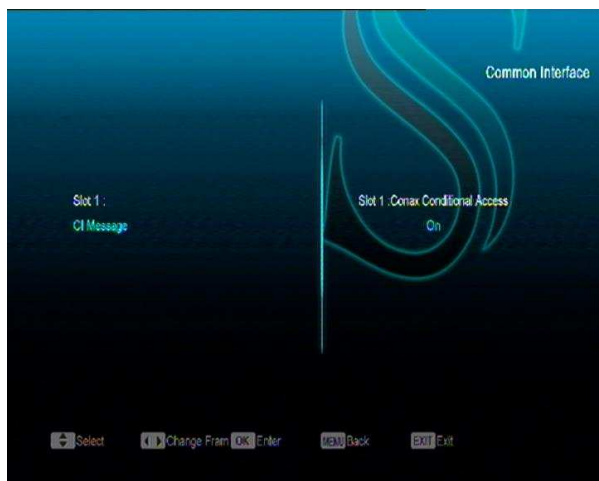 Common Interface
Slot 1 :
CI Message
Slot 1 :Conax Conditional Access
On
Select
Change Fram
OK Enter
MENU Back
EXIT Exit